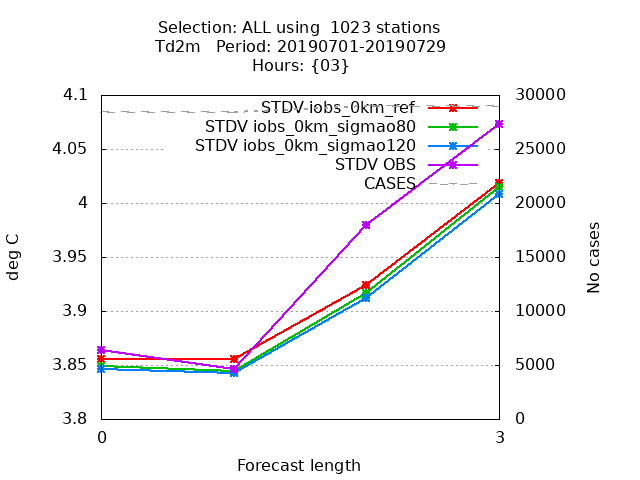 Selection: ALL using  1023 stations
Td2m   Period: 20190701-20190729
Hours: {03}
4.1
30000
STDV iobs_0km_ref
STDV iobs_0km_sigmao80
4.05
STDV iobs_0km_sigmao120
25000
STDV OBS
CASES
4
20000
deg C
3.95
15000
No cases
3.9
10000
3.85
5000
3.8
0
0
3
Forecast length